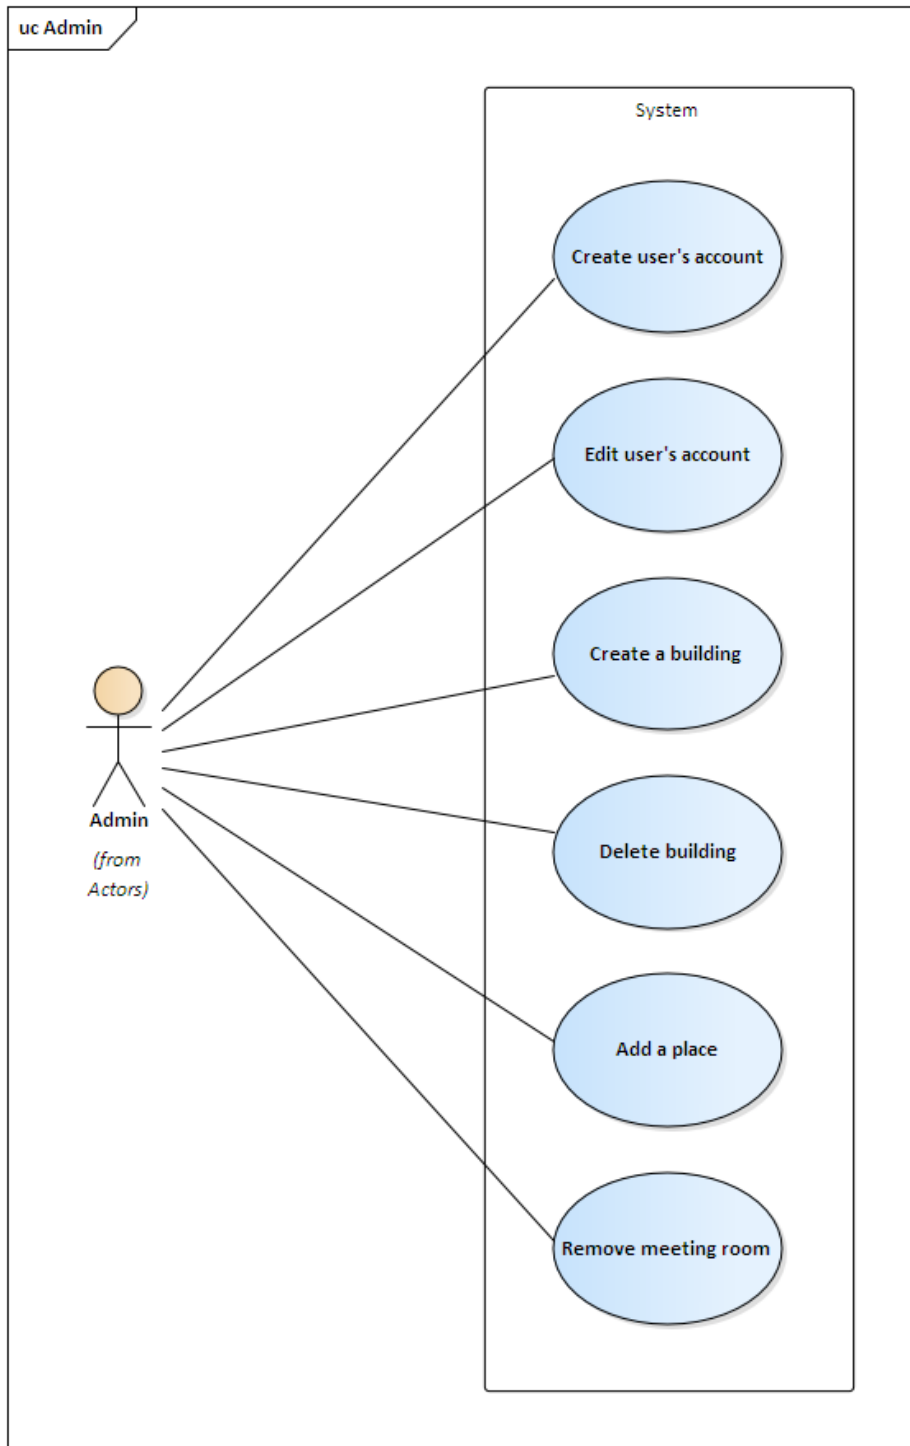 uc Admin
System
Create user's account
Edit user's account
Create a building
Admin
(from
Actors)
Delete building
Add a place
Remove meeting room